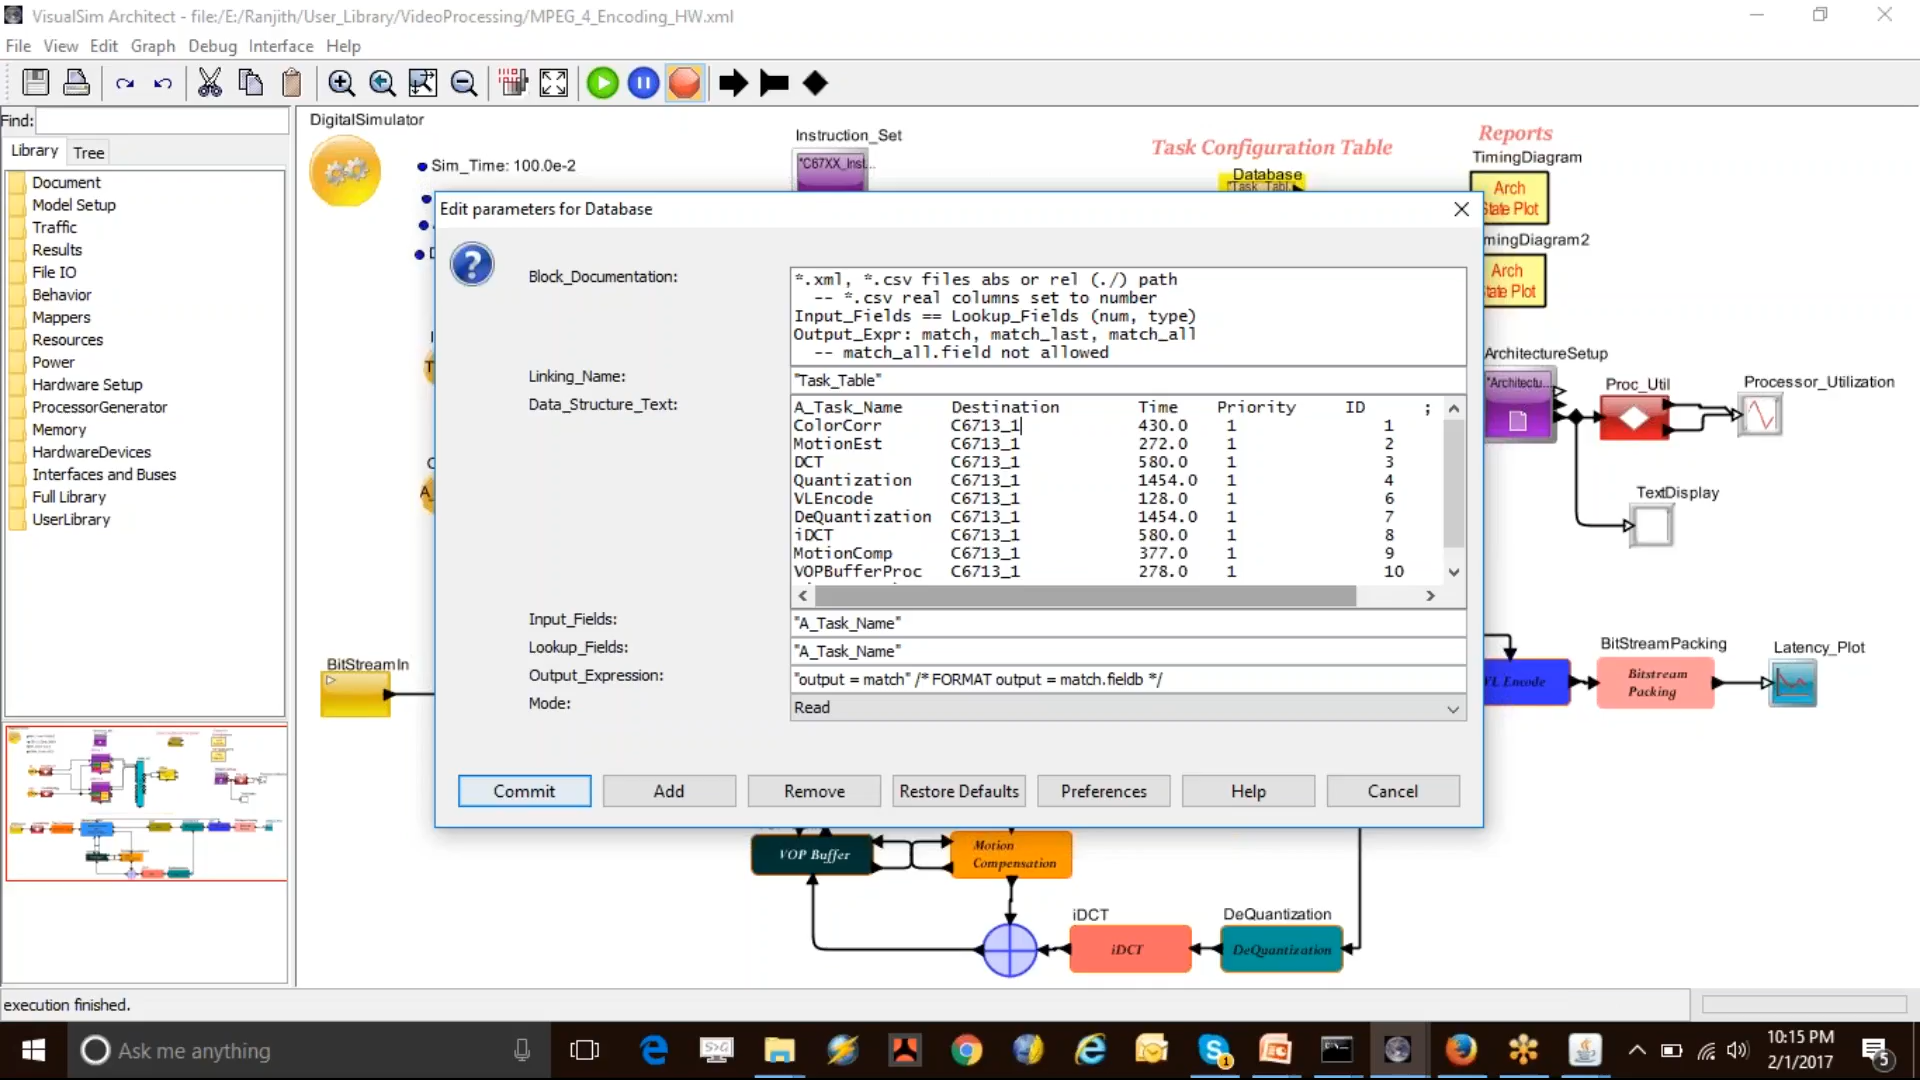 VisualSim Architect - file:/E:/Ranjith/User_Library/VideoProcessing/MPEG_4_Encoding_HW.xml
File View Edit Graph Debug Interface Help
Find:
Library Tree
Document
Model Setup
Traffic
Results
File IO
Behavior
Mappers
Resources
Power
Hardware Setup
ProcessorGenerator
Memory
HardwareDevices
Interfaces and Buses
Full Library
UserLibrary
DigitalSimulator
Sim_Time: 100.0e-2
Instruction_Set
"C67XX_Inst...
Task Configuration Table
Database
"Task_Tabl
Reports
TimingDiagram
Arch
State Plot
mingDiagram2
Arch
State Plot
ArchitectureSetup
"Architectu..
Proc_Util
Processor_Utilization
TextDisplay
Edit parameters for Database
Block_Documentation:
*.xml, *.csv files abs or rel (./) path
-- *.csv real columns set to number
Input_Fields == Lookup_Fields (num, type)
Output_Expr: match, match_last, match_all
-- match_all.field not allowed
Linking_Name:
"Task_Table"
Data_Structure_Text:
A_Task_Name Destination Time Priority ID ;
ColorCorr C6713_1 430.0 1 1
MotionEst C6713_1 272.0 1 2
DCT C6713_1 580.0 1 3
Quantization C6713_1 1454.0 1 4
VLEncode C6713_1 128.0 1 6
DeQuantization C6713_1 1454.0 1 7
iDCT C6713_1 580.0 1 8
MotionComp C6713_1 377.0 1 9
VOPBufferProc C6713_1 278.0 1 10
Input_Fields:
"A_Task_Name"
Lookup_Fields:
"A_Task_Name"
Output_Expression:
"output = match" /* FORMAT output = match.fieldb */
Mode:
Read
Commit Add Remove Restore Defaults Preferences Help Cancel
BitStreamIn
VL Encode
BitStreamPacking
Bitstream
Packing
Latency_Plot
VOP Buffer
Motion
Compensation
iDCT
iDCT
DeQuantization
DeQuantization
execution finished.
Ask me anything
10:15 PM
2/1/2017
1
5